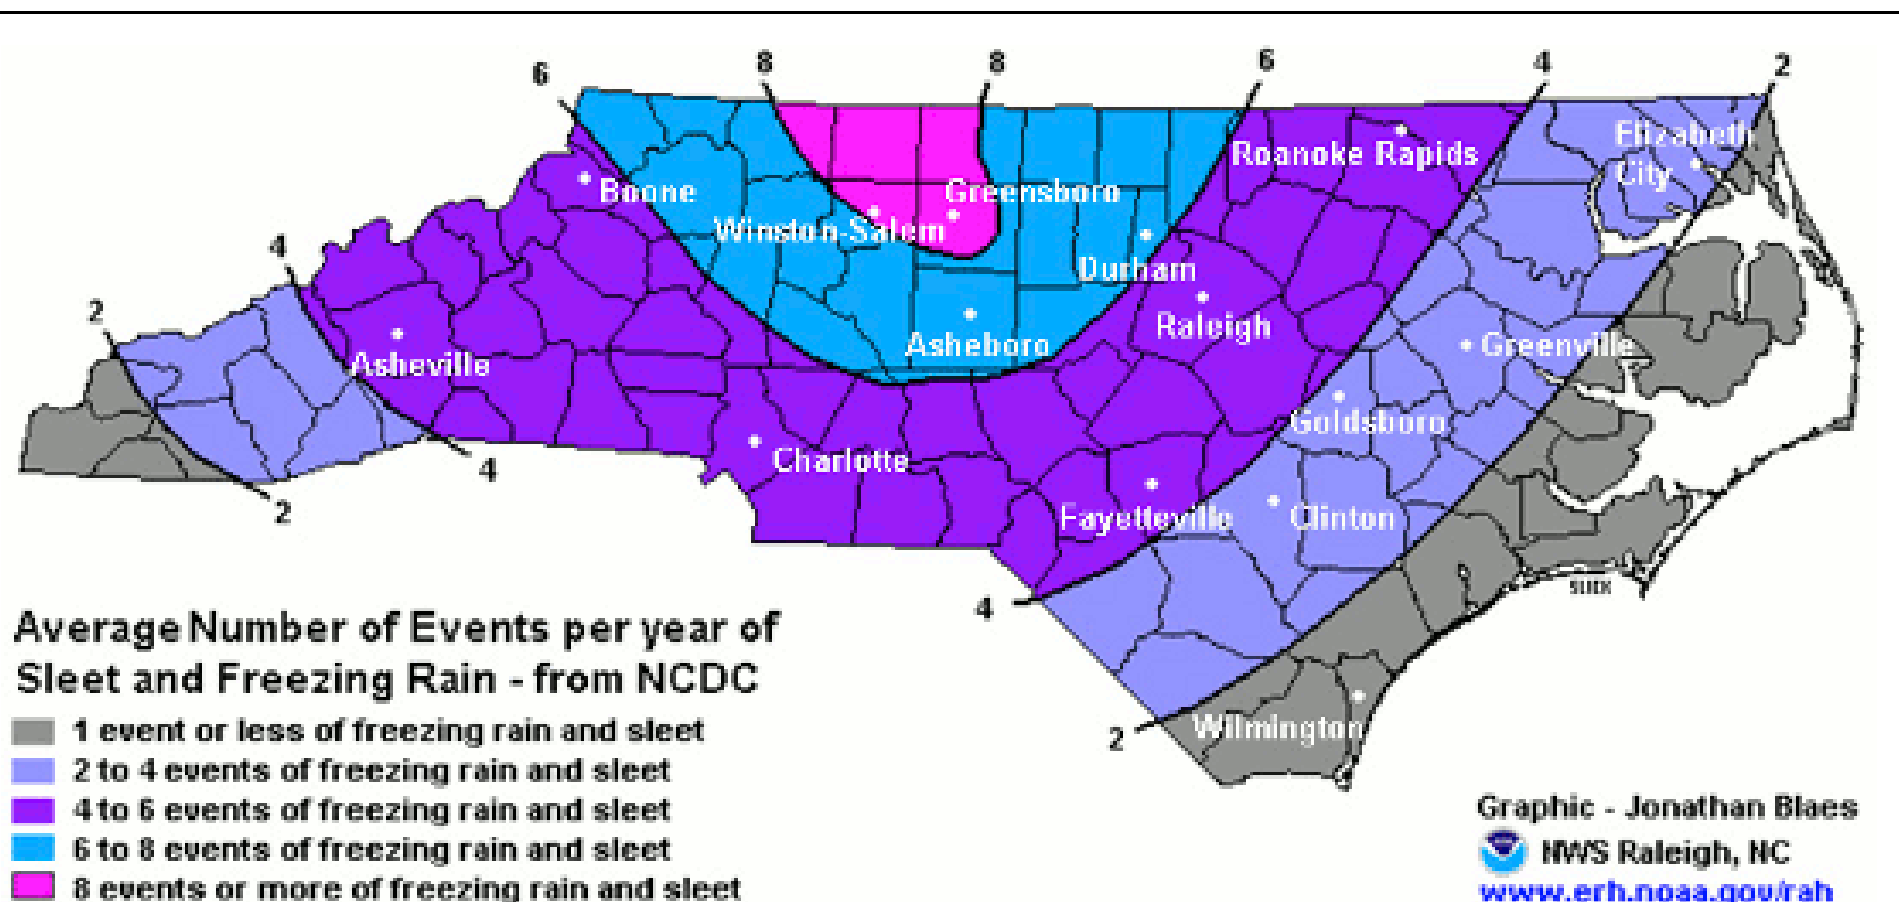 6 8 8 6 4 2
Elizabeth
City
Roanoke Rapids
Boone
Greensboro
Winston-Salem
4
Durham
2
Raleigh
Asheboro
Greenville
Asheville
Goldsboro
Charlotte
4
2
Fayetteville
Clinton
4
2
Wilmington
Average Number of Events per year of
Sleet and Freezing Rain - from NCDC
1 event or less of freezing rain and sleet
2 to 4 events of freezing rain and sleet
4 to 6 events of freezing rain and sleet
6 to 8 events of freezing rain and sleet
8 events or more of freezing rain and sleet
Graphic - Jonathan Blaes
NWS Raleigh, NC
www.erh.noaa.gov/rah